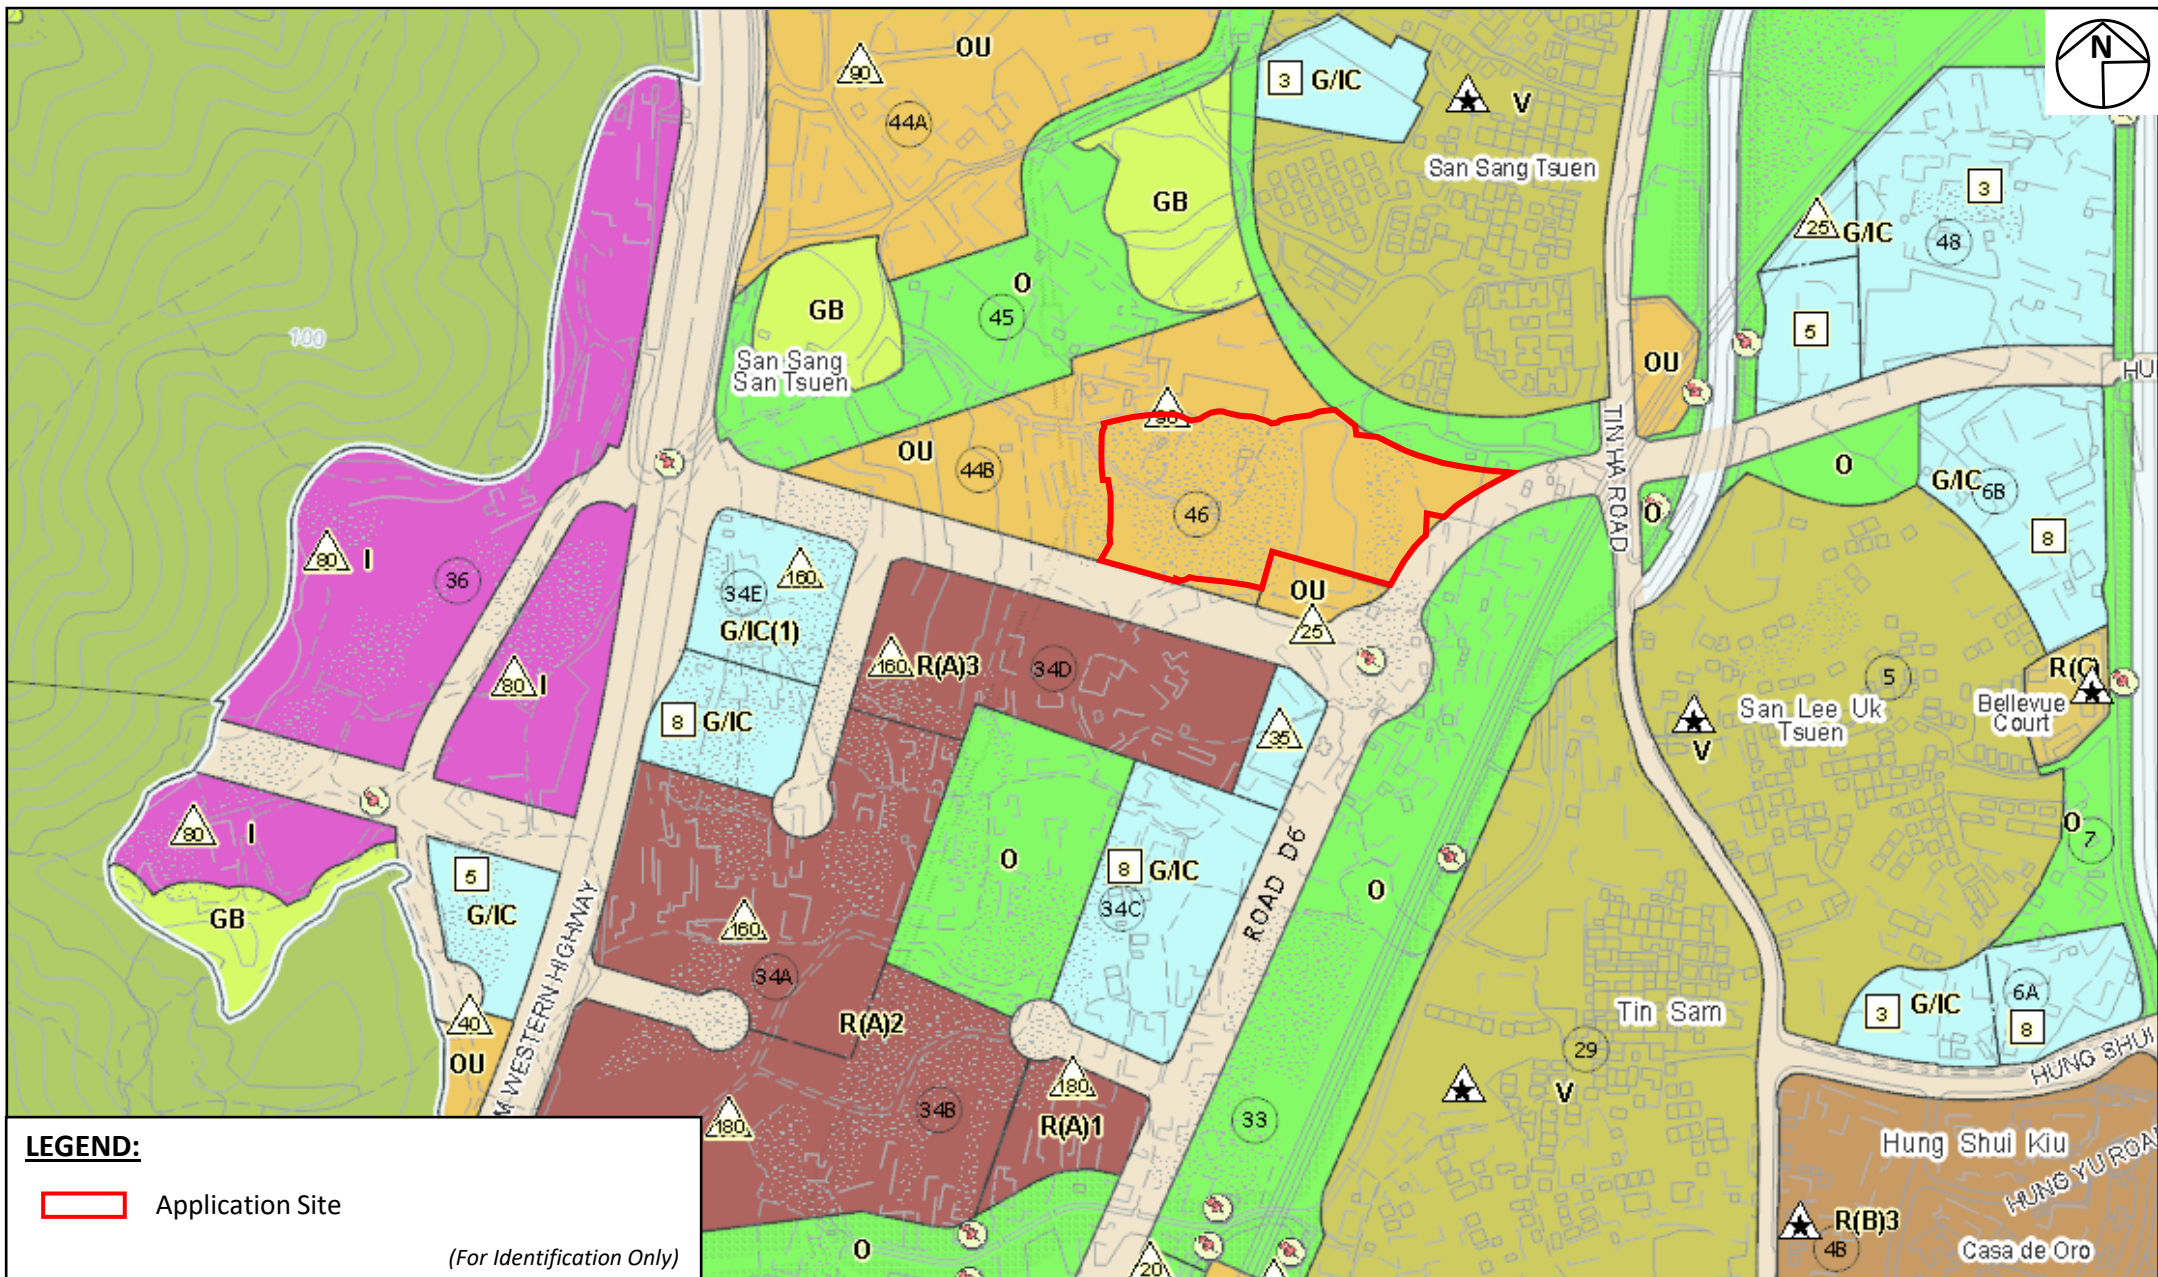 N
OU
90
44A
3
G/IC
V
San Sang Tsuen
GB
3
25
G/IC
48
O
45
GB
100
San Sang
San Tsuen
5
OU
HUI
90
OU
44B
46
TIN HA ROAD
O
G/IC
6B
O
8
80
I
36
34E
160
G/IC(1)
OU
25
160
R(A)3
34D
80
I
8
G/IC
35
5
R(C)
San Lee Uk
Tsuen
Bellevue
Court
V
80
I
5
G/IC
GB
O
8
G/IC
34C
ROAD D6
O
O
7
160
34A
R(A)2
M WESTERN HIGHWAY
40
OU
Tin Sam
29
V
3
G/IC
6A
8
HUNG SHUI
180
34B
180
R(A)1
33
Hung Shui Kiu
HUNG YU ROAD
R(B)3
4B
Casa de Oro
O
20
LEGEND:
Application Site
(For Identification Only)